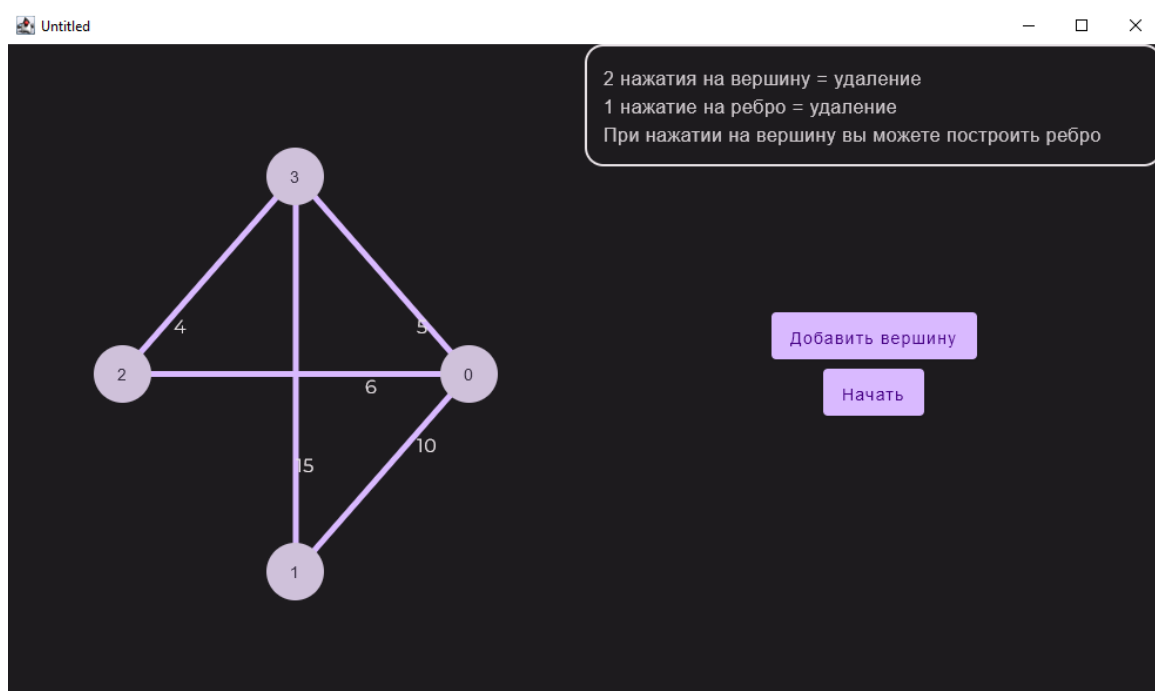 Untitled
2 нажатия на вершину = удаление
1 нажатие на ребро = удаление
При нажатии на вершину вы можете построить ребро
3
4
5
2
0
6
10
15
1
Добавить вершину
Начать